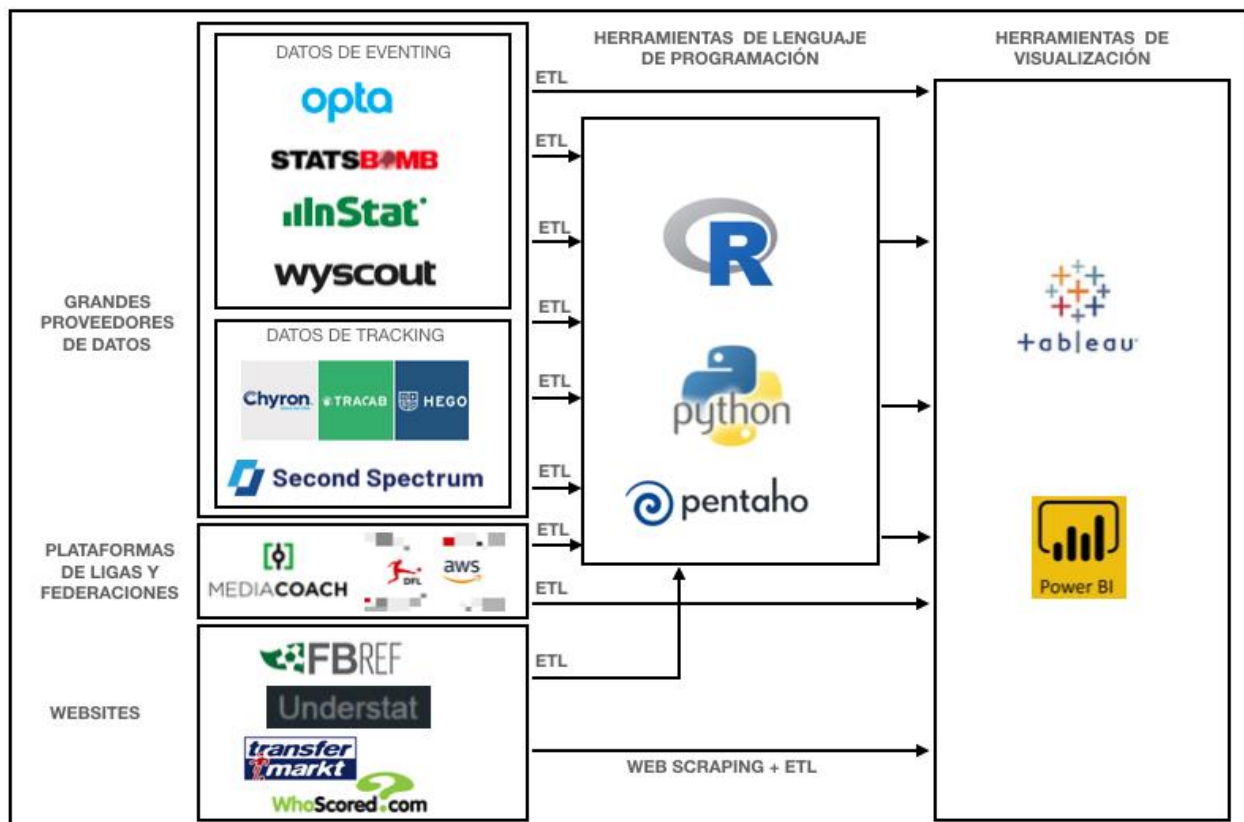 DATOS DE EVENTING
opta
STATSBOMB
InStat
wyscout
GRANDES
PROVEEDORES
DE DATOS
DATOS DE TRACKING
Chyron
TRACAB
HEGO
Second Spectrum
PLATAFORMAS
DE LIGAS Y
FEDERACIONES
MEDIACOACH
DFL
aws
WEBSITES
FBREF
Understat
transfer
markt
WhoScored.com
ETL
ETL
ETL
ETL
ETL
ETL
ETL
ETL
ETL
WEB SCRAPING + ETL
HERRAMIENTAS DE LENGUAJE
DE PROGRAMACIÓN
R
python
pentaho
HERRAMIENTAS DE
VISUALIZACIÓN
+ableau
Power BI